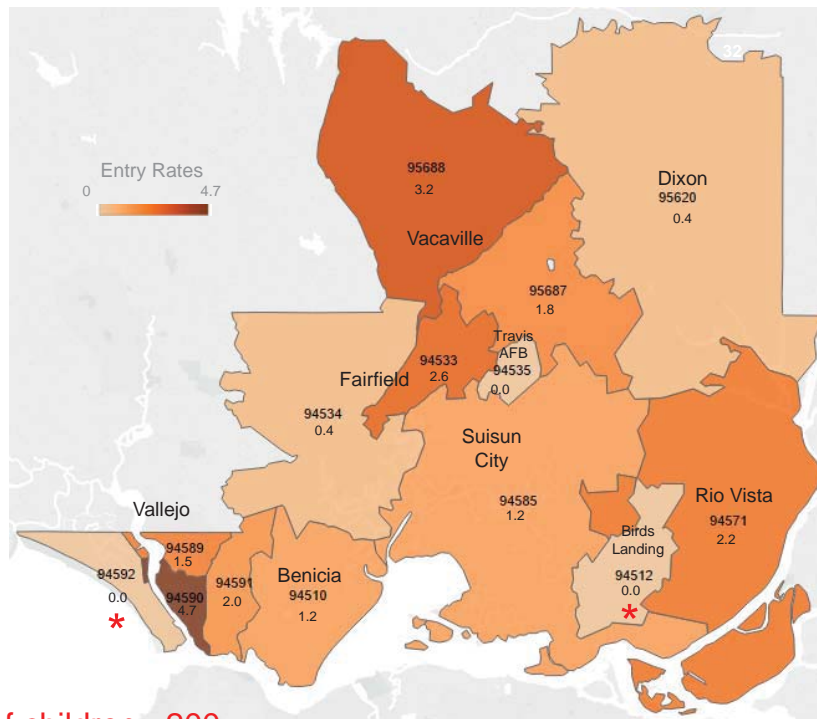 32
Entry Rates
0 4.7
95688
3.2
Vacaville
Dixon
95620
0.4
95687
1.8
Travis
AFB
94535
0.0
94533
2.6
Fairfield
94534
0.4
Suisun
City
94585
1.2
Rio Vista
94571
2.2
Birds
Landing
94512
0.0
*
Vallejo
94589
1.5
94592
0.0
*
94590
4.7
94591
2.0
Benicia
94510
1.2
children